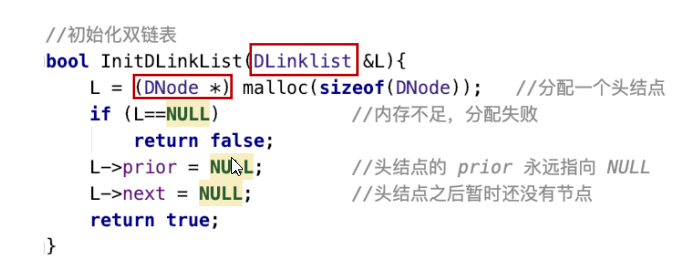 //初始化双链表
bool InitDLinkList(DLinklist &L){
L = (DNode *) malloc(sizeof(DNode)); //分配一个头结点
if (L==NULL) //内存不足，分配失败
return false;
L->prior = NULL; //头结点的 prior 永远指向 NULL
L->next = NULL; //头结点之后暂时还没有节点
return true;
}